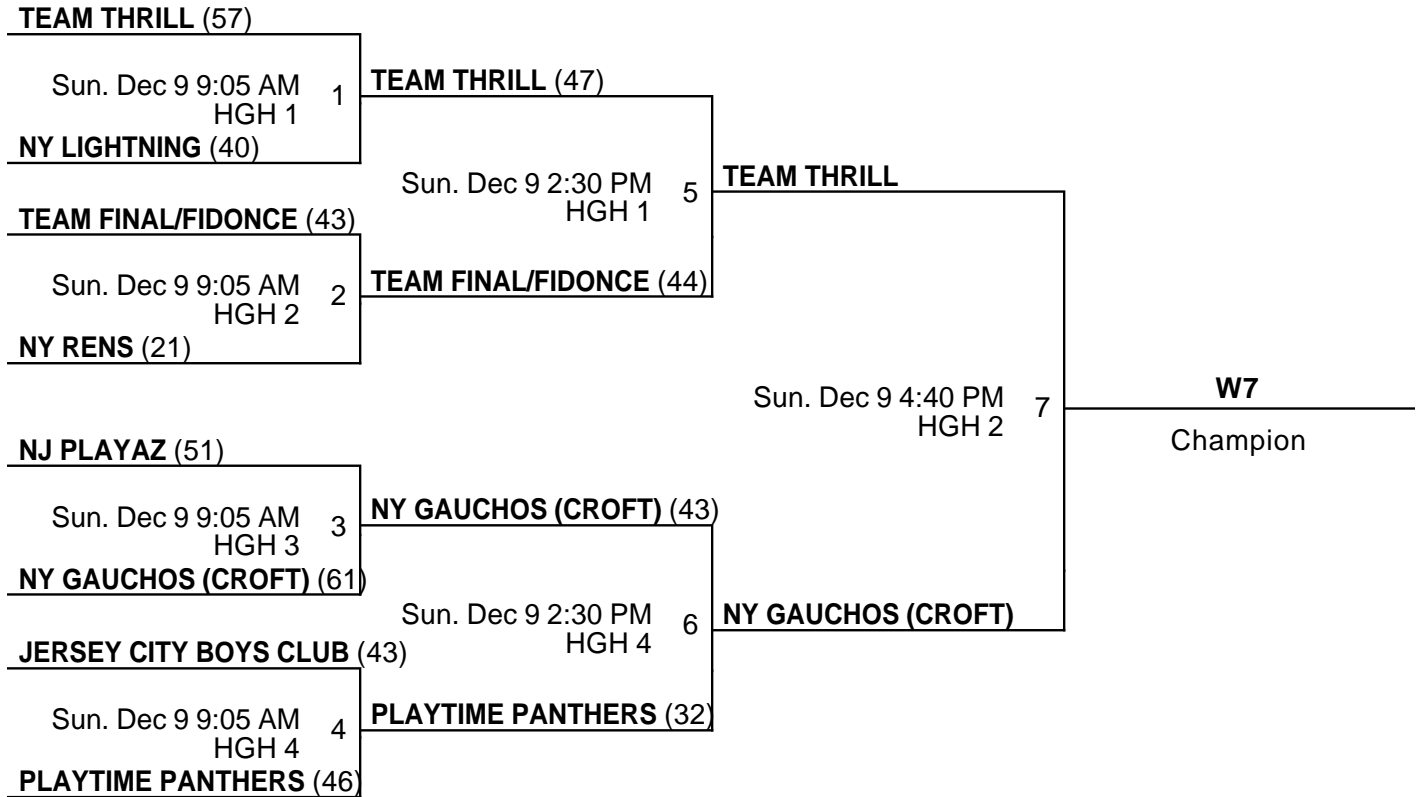 TEAM THRILL (57)
Sun. Dec 9 9:05 AM 1
HGH 1
NY LIGHTNING (40)
TEAM FINAL/FIDONCE (43)
Sun. Dec 9 9:05 AM 2
HGH 2
NY RENS (21)
NJ PLAYAZ (51)
Sun. Dec 9 9:05 AM 3
HGH 3
NY GAUCHOS (CROFT) (61)
JERSEY CITY BOYS CLUB (43)
Sun. Dec 9 9:05 AM 4
HGH 4
PLAYTIME PANTHERS (46)
TEAM THRILL (47)
Sun. Dec 9 2:30 PM 5
HGH 1
TEAM FINAL/FIDONCE (44)
NY GAUCHOS (CROFT) (43)
Sun. Dec 9 2:30 PM 6
HGH 4
PLAYTIME PANTHERS (32)
TEAM THRILL
Sun. Dec 9 4:40 PM 7
HGH 2
NY GAUCHOS (CROFT)
W7
Champion